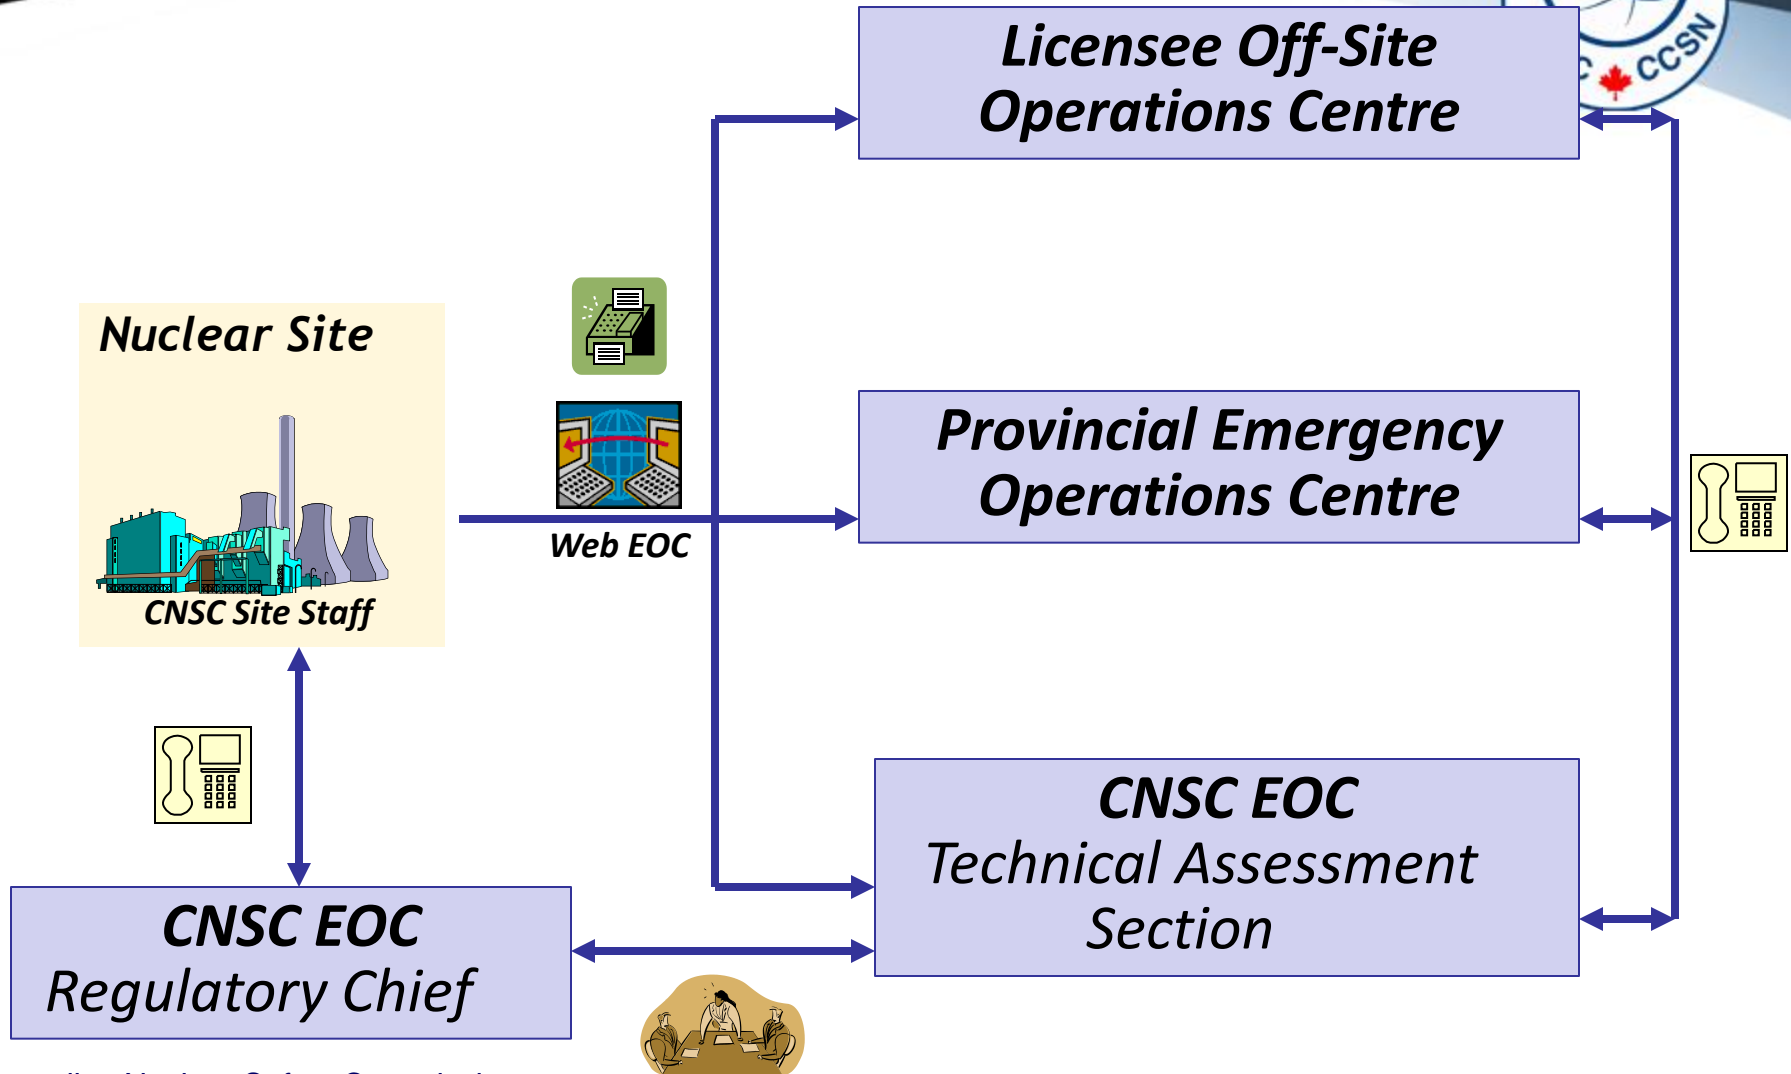 Licensee Off-Site
Operations Centre
CCSN
Nuclear Site
Provincial Emergency
Operations Centre
Web EOC
CNSC Site Staff
CNSC EOC
Technical Assessment
Section
CNSC EOC
Regulatory Chief